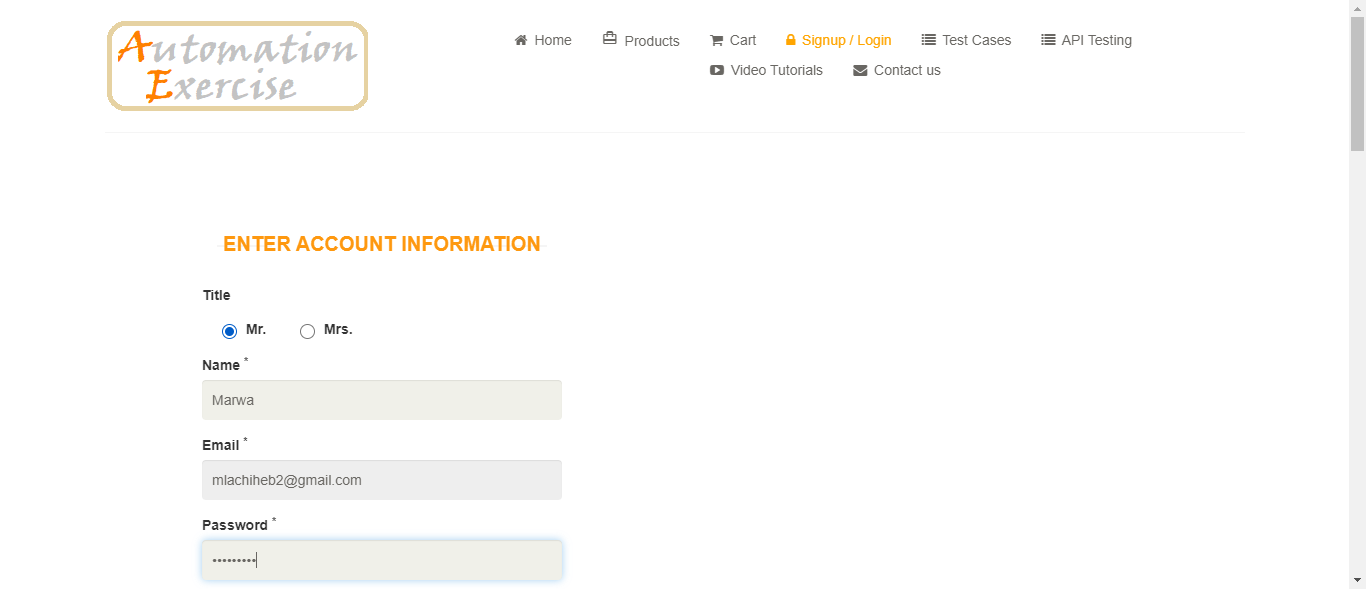 Automation
Exercise
Home Products Cart Signup / Login Test Cases API Testing
Video Tutorials Contact us
ENTER ACCOUNT INFORMATION
Title
Mr. Mrs.
Name *
Marwa
Email *
mlachiheb2@gmail.com
Password *
•••••••••